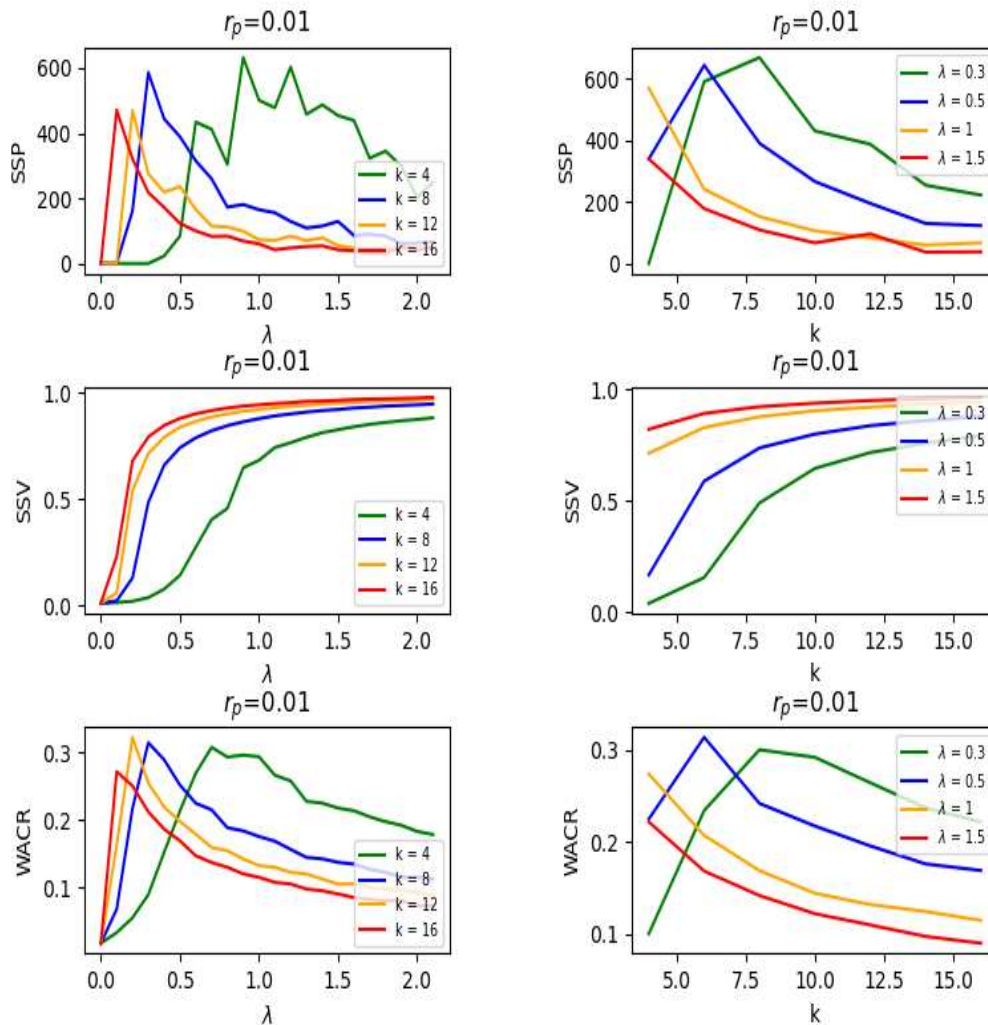 r_p=0.01
SSP
600
400
200
0
k = 4
k = 8
k = 12
k = 16
0.0 0.5 1.0 1.5 2.0
λ
r_p=0.01
SSP
600
400
200
0
λ = 0.3
λ = 0.5
λ = 1
λ = 1.5
5.0 7.5 10.0 12.5 15.0
k
r_p=0.01
SSV
1.0
0.5
0.0
k = 4
k = 8
k = 12
k = 16
0.0 0.5 1.0 1.5 2.0
λ
r_p=0.01
SSV
1.0
0.5
0.0
λ = 0.3
λ = 0.5
λ = 1
λ = 1.5
5.0 7.5 10.0 12.5 15.0
k
r_p=0.01
WACR
0.3
0.2
0.1
k = 4
k = 8
k = 12
k = 16
0.0 0.5 1.0 1.5 2.0
λ
r_p=0.01
WACR
0.3
0.2
0.1
λ = 0.3
λ = 0.5
λ = 1
λ = 1.5
5.0 7.5 10.0 12.5 15.0
k